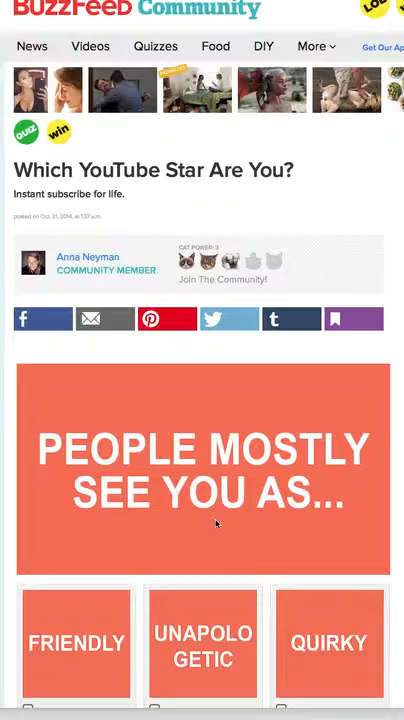 BuzzFeed Community
LOL
News Videos Quizzes Food DIY More
Get Our Ap
QUIZ win
Which YouTube Star Are You?
Instant subscribe for life.
posted on Oct. 31, 2014, at 1:37 a.m.
Anna Neyman
COMMUNITY MEMBER
CAT POWER: 3
Join The Community!
PEOPLE MOSTLY
SEE YOU AS...
FRIENDLY
UNAPOLO
GETIC
QUIRKY